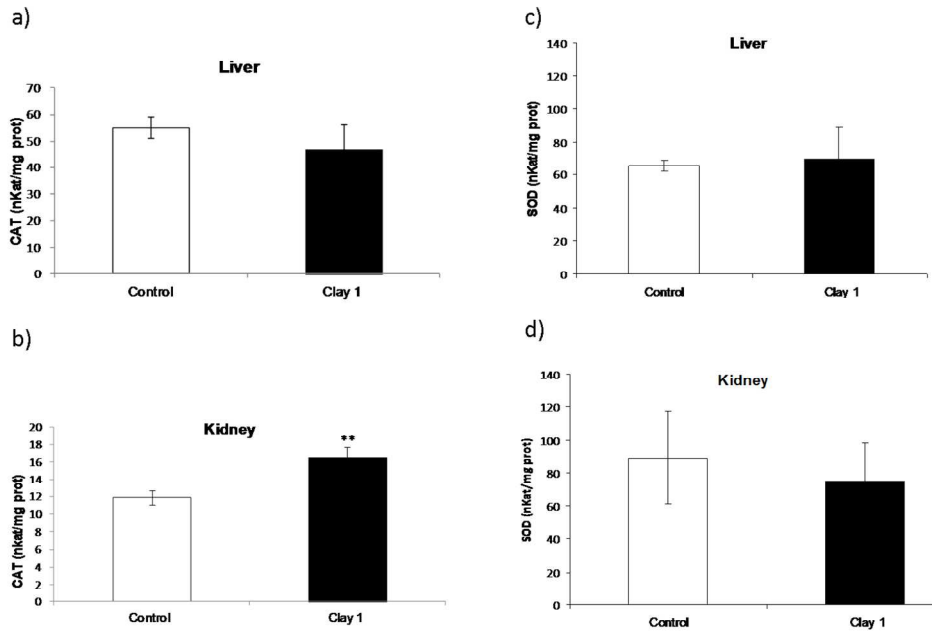 a)
Liver
CAT (nKat/mg prot)
70
60
50
40
30
20
10
0
Control
Clay 1
b)
Kidney
CAT (nkat/mg prot)
20
18
16
14
12
10
8
6
4
2
0
**
Control
Clay 1
c)
Liver
SOD (nKat/mg prot)
140
120
100
80
60
40
20
0
Control
Clay 1
d)
Kidney
SOD (nKat/mg prot)
140
120
100
80
60
40
20
0
Control
Clay 1